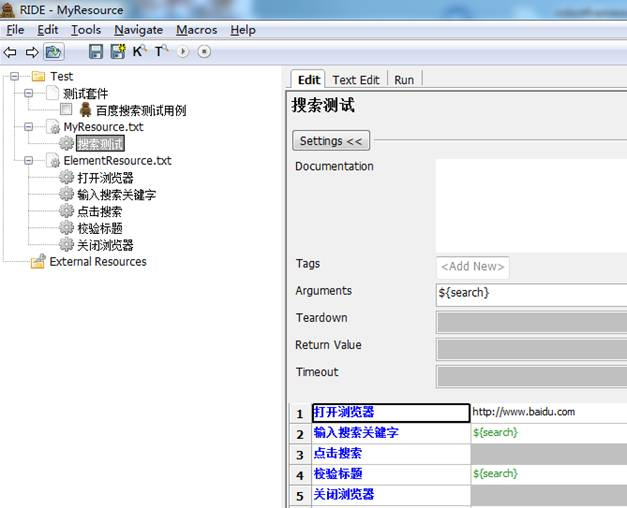 RIDE - MyResource
File Edit Tools Navigate Macros Help
K T
Test
测试套件
百度搜索测试用例
MyResource.txt
搜索测试
ElementResource.txt
打开浏览器
输入搜索关键字
点击搜索
校验标题
关闭浏览器
External Resources
Edit Text Edit Run
搜索测试
Settings <<
Documentation
Tags <Add New>
Arguments ${search}
Teardown
Return Value
Timeout
1 打开浏览器 http://www.baidu.com
2 输入搜索关键字 ${search}
3 点击搜索
4 校验标题 ${search}
5 关闭浏览器